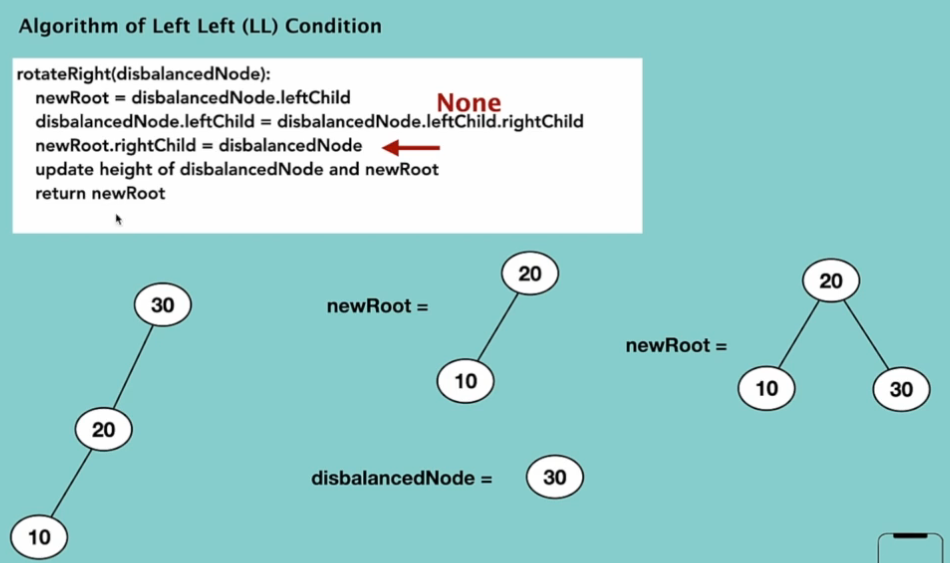 Algorithm of Left Left (LL) Condition
rotateRight(disbalancedNode):
newRoot = disbalancedNode.leftChild
None
disbalancedNode.leftChild = disbalancedNode.leftChild.rightChild
newRoot.rightChild = disbalancedNode
update height of disbalancedNode and newRoot
return newRoot
30
20
10
newRoot =
20
10
disbalancedNode =
30
newRoot =
20
10
30